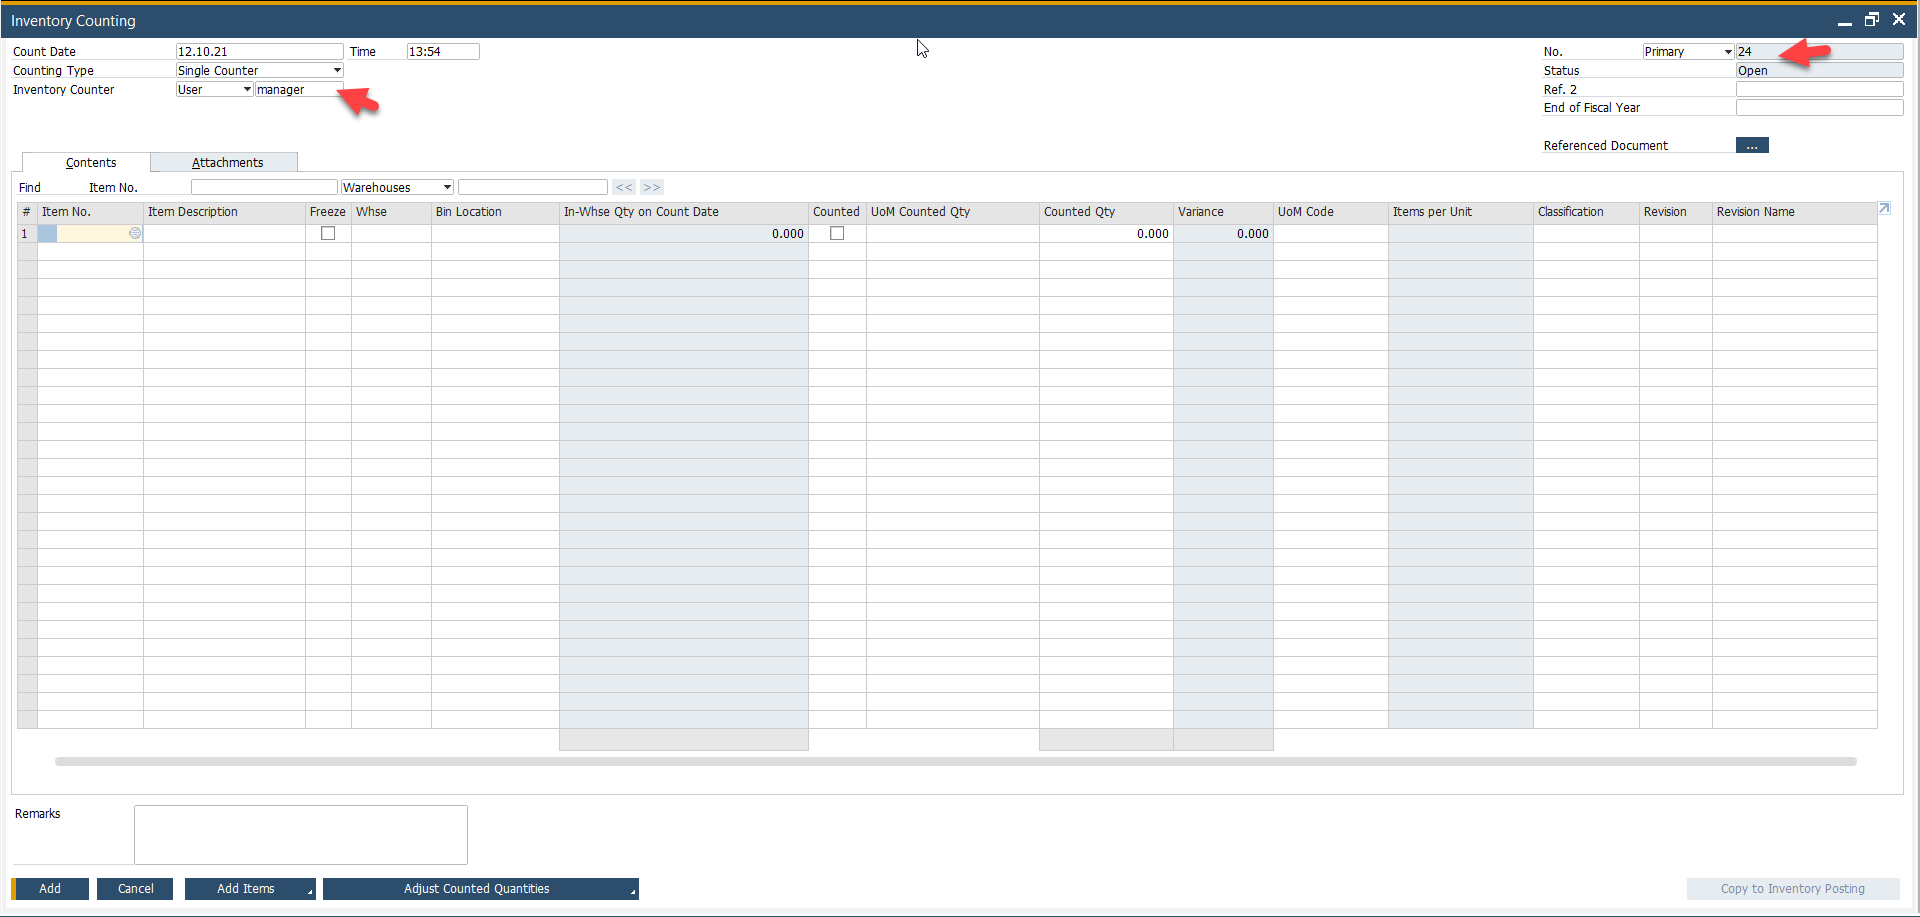 Inventory Counting
Count Date 12.10.21 Time 13:54
Counting Type Single Counter
Inventory Counter User manager
No. Primary 24
Status Open
Ref. 2
End of Fiscal Year
Referenced Document ...
Contents Attachments
Find Item No. Warehouses << >>
# Item No. Item Description Freeze Whse Bin Location In-Whse Qty on Count Date Counted UoM Counted Qty Counted Qty Variance UoM Code Items per Unit Classification Revision Revision Name
1 0.000 0.000 0.000
Remarks
Add Cancel Add Items Adjust Counted Quantities Copy to Inventory Posting